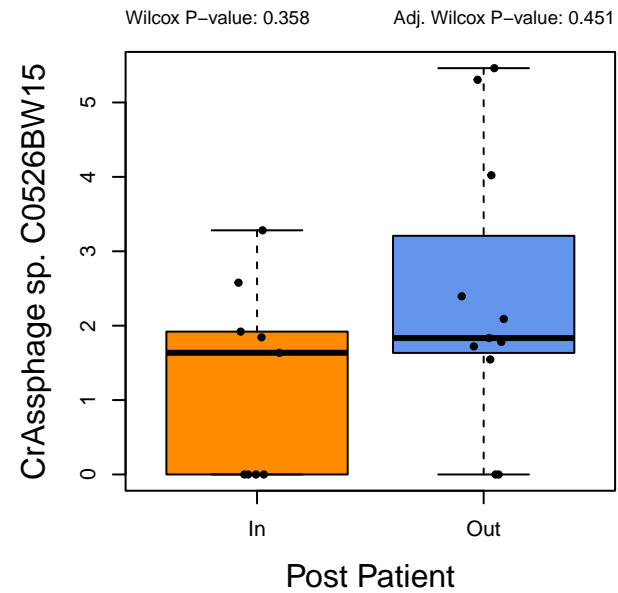 Wilcox P−value: 0.358
Adj. Wilcox P−value: 0.451
CrAssphage sp. C0526BW15
5
4
3
2
1
0
In
Out
Post Patient